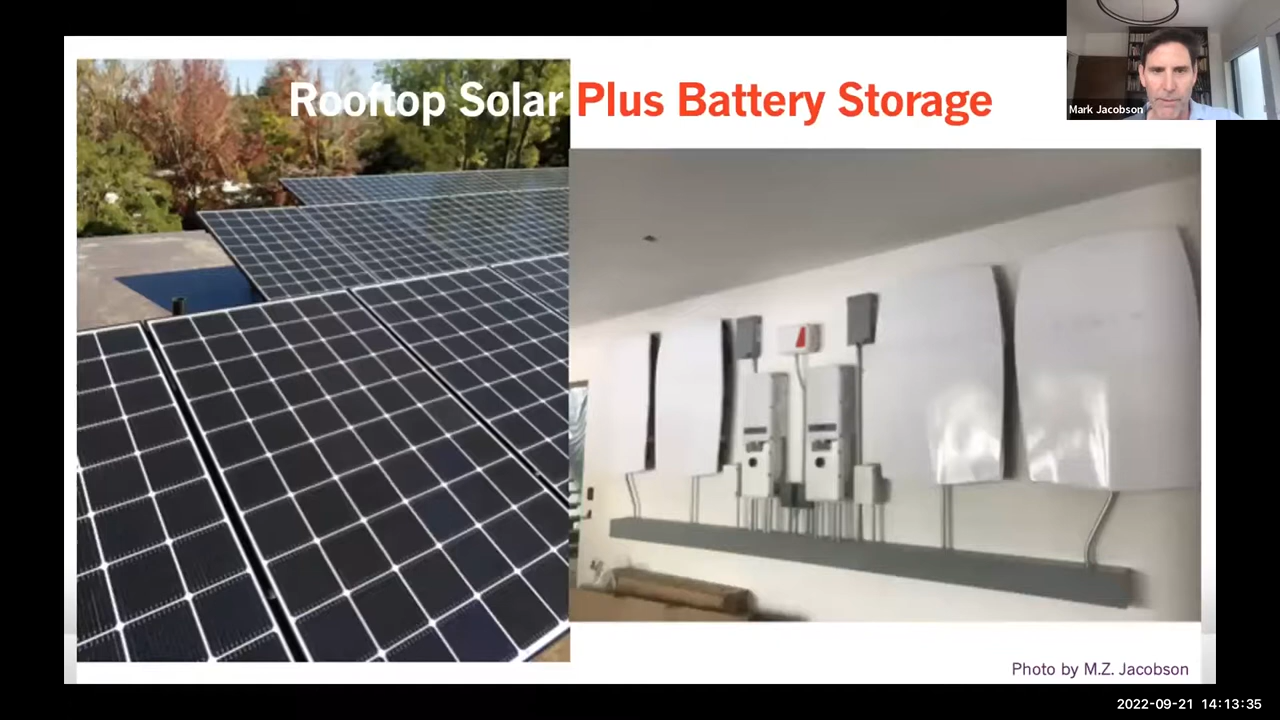 Rooftop Solar Plus Battery Storage
Mark Jacobson
Photo by M.Z. Jacobson
2022-09-21 14:13:35